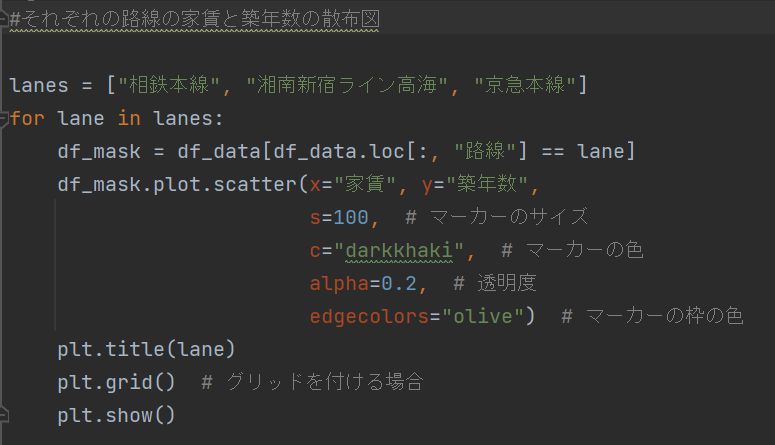 #それぞれの路線の家賃と築年数の散布図
lanes = ["相鉄本線", "湘南新宿ライン高海", "京急本線"]
for lane in lanes:
    df_mask = df_data[df_data.loc[:, "路線"] == lane]
    df_mask.plot.scatter(x="家賃", y="築年数",
                         s=100,  # マーカーのサイズ
                         c="darkkhaki",  # マーカーの色
                         alpha=0.2,  # 透明度
                         edgecolors="olive")  # マーカーの枠の色
    plt.title(lane)
    plt.grid()  # グリッドを付ける場合
    plt.show()